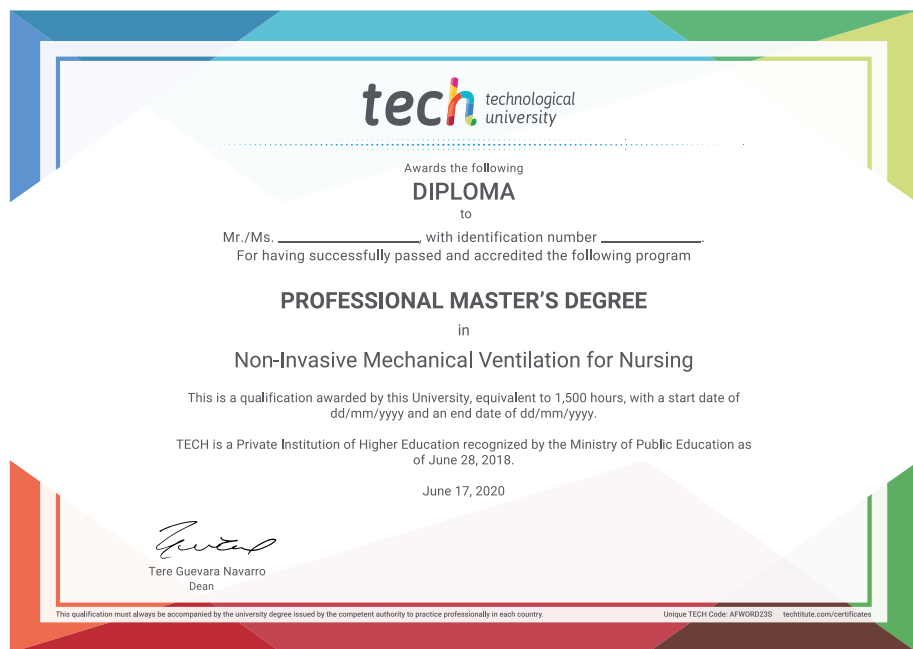 tech technological
university
Awards the following
DIPLOMA
to
Mr./Ms. ____________________, with identification number ______________.
For having successfully passed and accredited the following program
PROFESSIONAL MASTER'S DEGREE
in
Non-Invasive Mechanical Ventilation for Nursing
This is a qualification awarded by this University, equivalent to 1,500 hours, with a start date of
dd/mm/yyyy and an end date of dd/mm/yyyy.
TECH is a Private Institution of Higher Education recognized by the Ministry of Public Education as
of June 28, 2018.
June 17, 2020
Tere Guevara Navarro
Dean
This qualification must always be accompanied by the university degree issued by the competent authority to practice professionally in each country.
Unique TECH Code: AFWORD23S techtitute.com/certificates